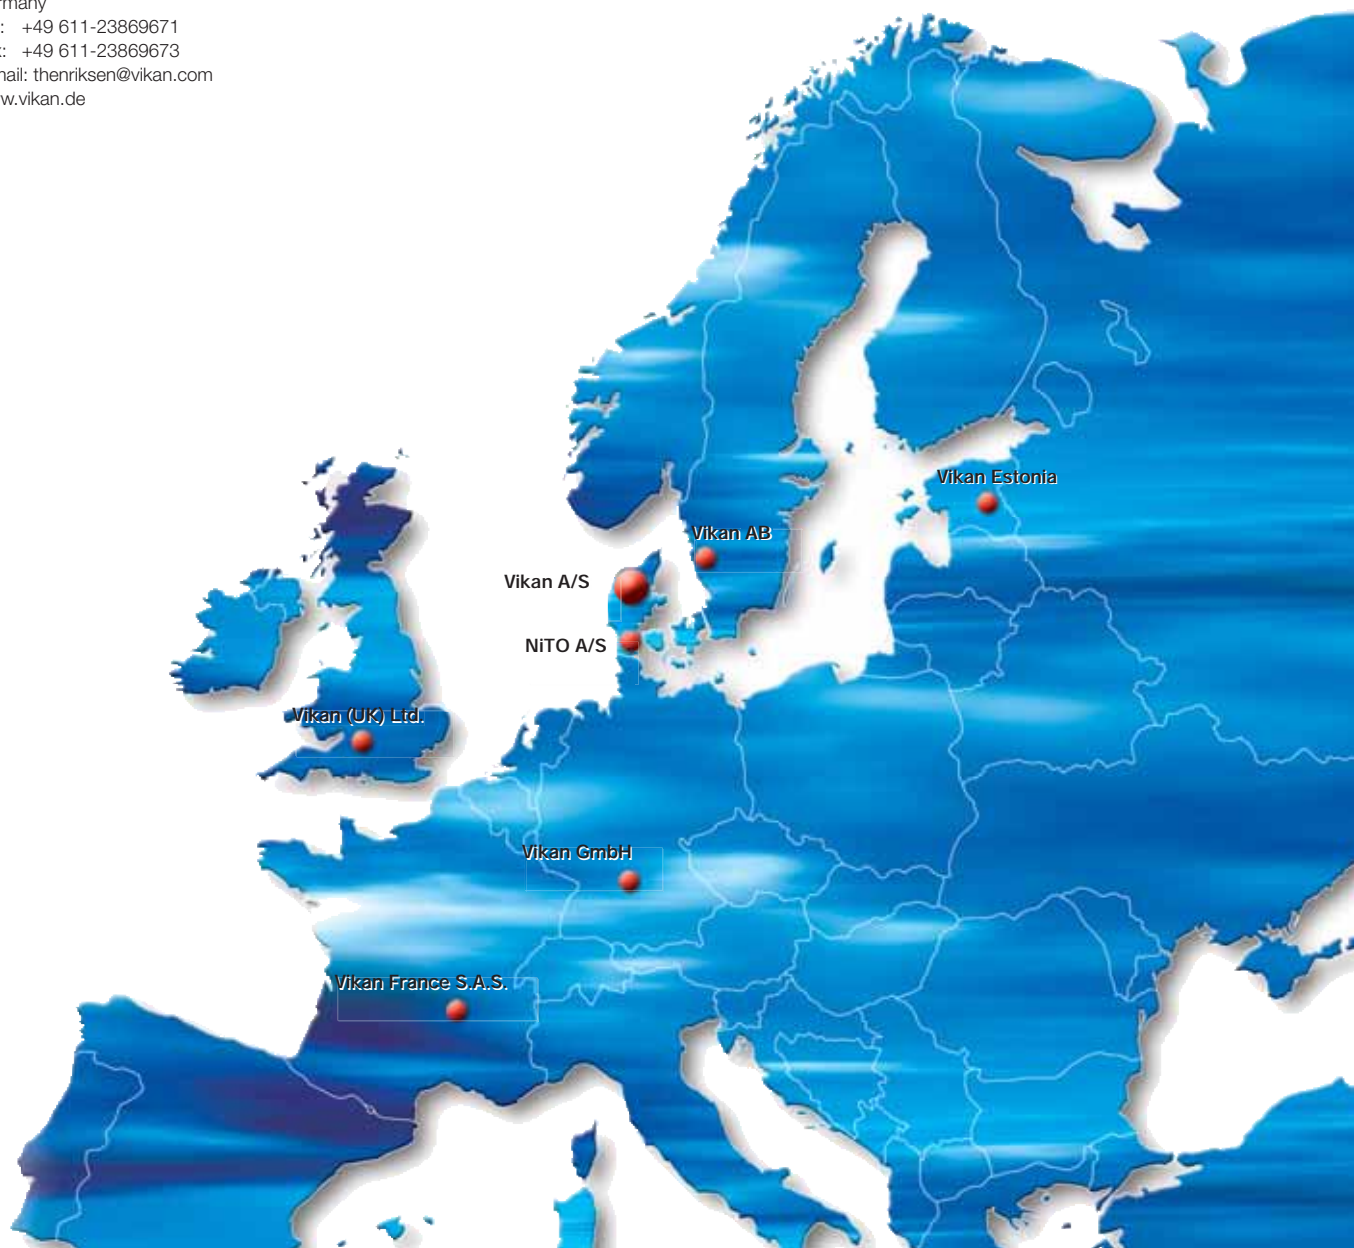 rmany
: +49 611-23869671
: +49 611-23869673
nail: thenriksen@vikan.com
w.vikan.de
Vikan Estonia
Vikan AB
Vikan A/S
NiTO A/S
Vikan (UK) Ltd.
Vikan GmbH
Vikan France S.A.S.